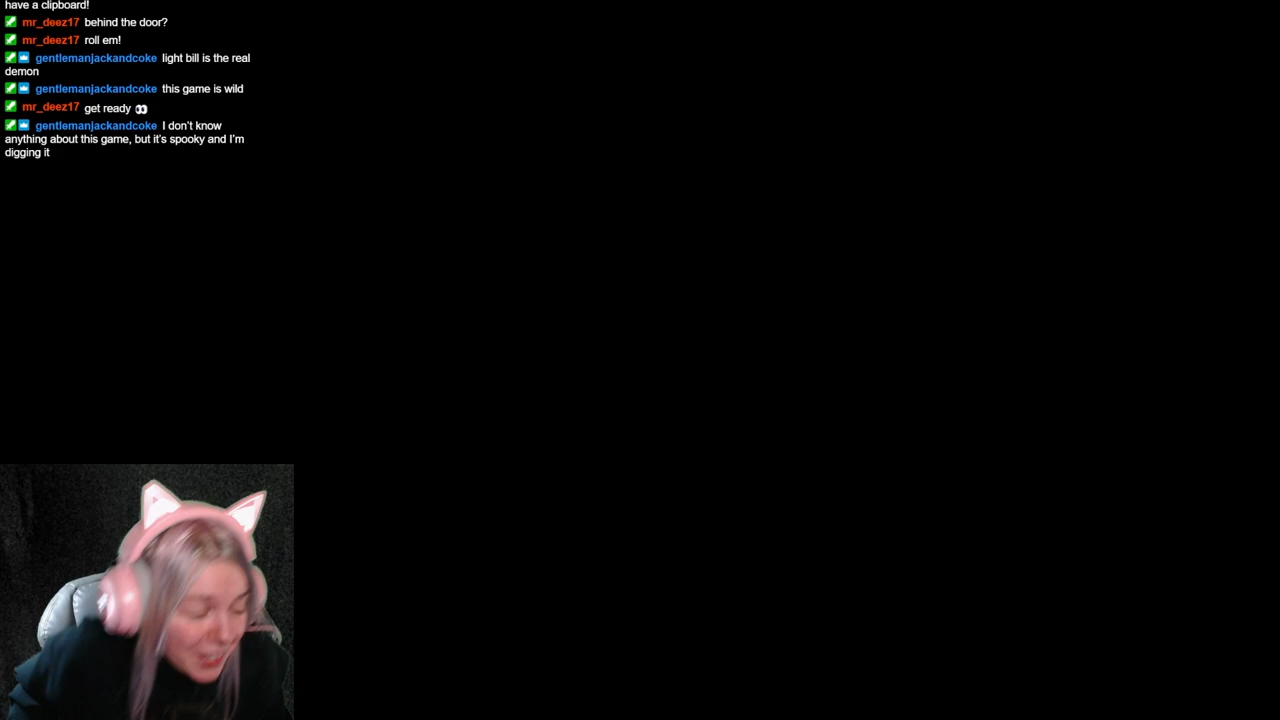 have a clipboard!
mr_deez17 behind the door?
mr_deez17 roll em!
gentlemanjackandcoke light bill is the real
demon
gentlemanjackandcoke this game is wild
mr_deez17 get ready 👀
gentlemanjackandcoke I don't know
anything about this game, but it's spooky and I'm
digging it